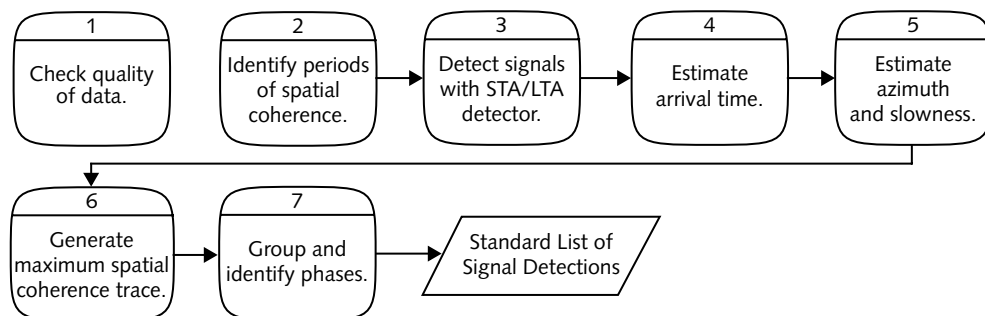 1
Check quality
of data.
2
Identify periods
of spatial
coherence.
3
Detect signals
with STA/LTA
detector.
4
Estimate
arrival time.
5
Estimate
azimuth
and slowness.
6
Generate
maximum spatial
coherence trace.
7
Group and
identify phases.
Standard List of
Signal Detections